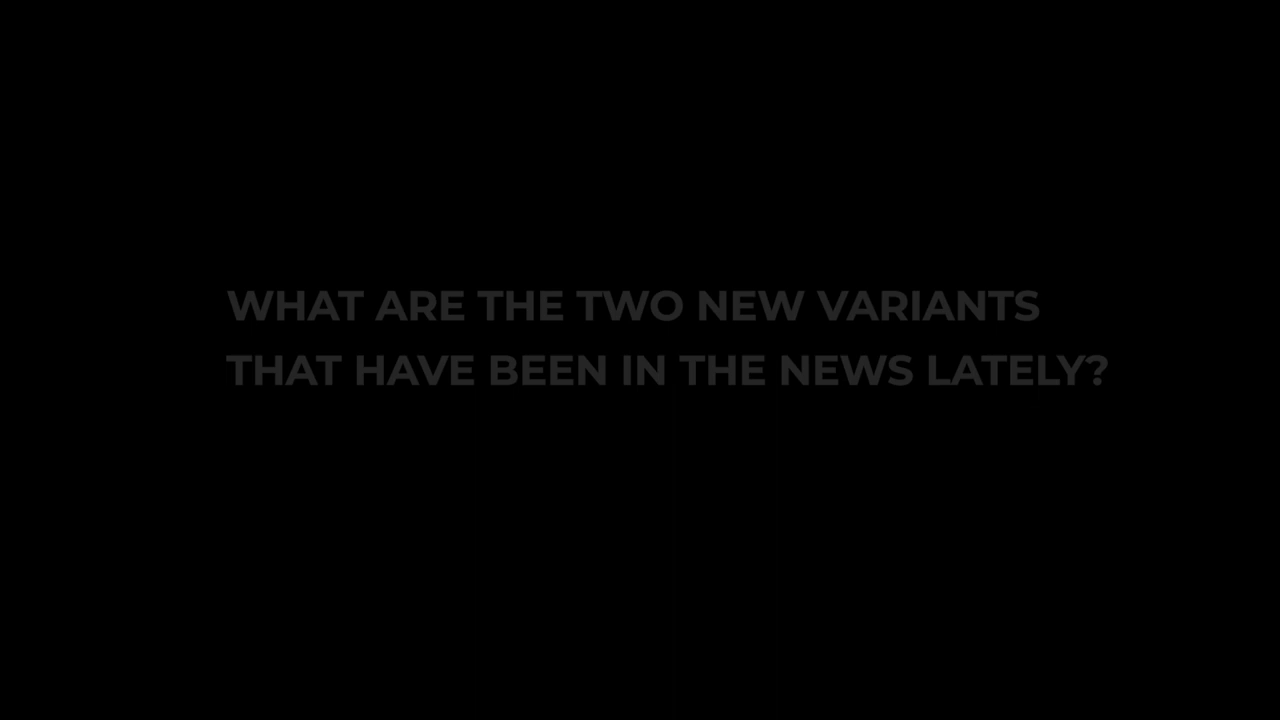 WHAT ARE THE TWO NEW VARIANTS
THAT HAVE BEEN IN THE NEWS LATELY?